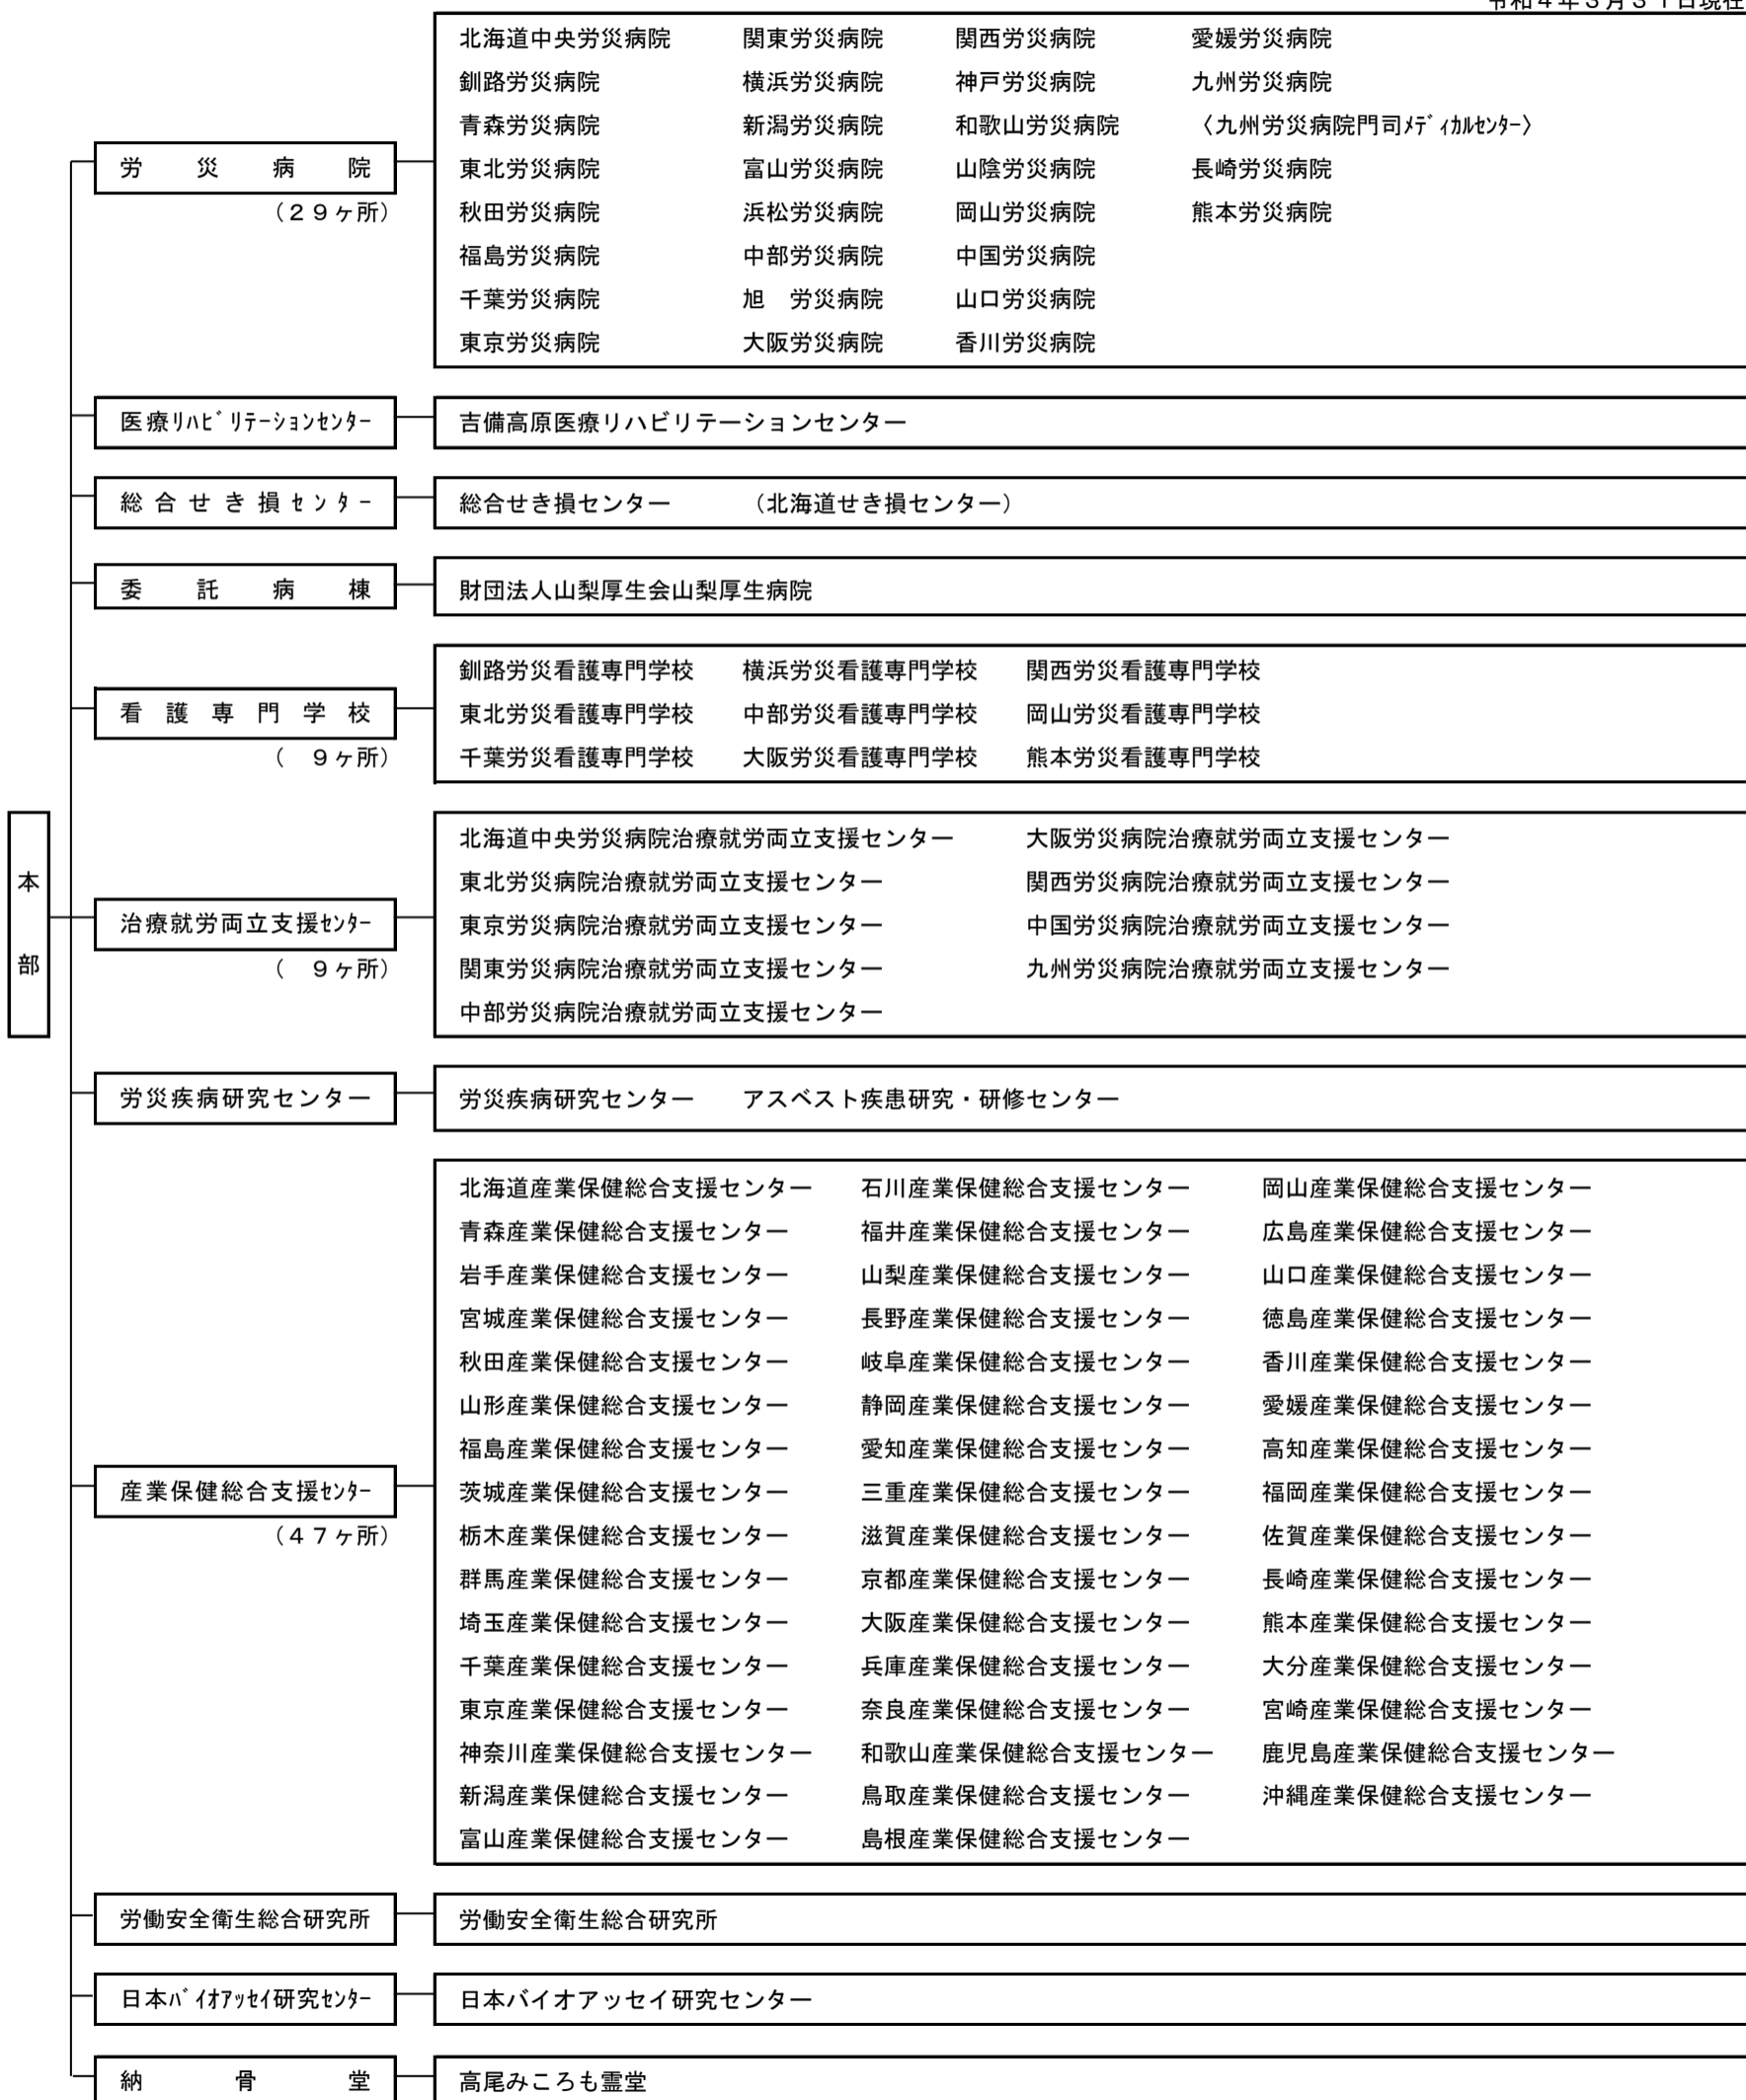 令和４年３月３１日現在
北海道中央労災病院　関東労災病院　関西労災病院　愛媛労災病院
釧路労災病院　横浜労災病院　神戸労災病院　九州労災病院
青森労災病院　新潟労災病院　和歌山労災病院　〈九州労災病院門司ﾒﾃﾞｨｶﾙｾﾝﾀｰ〉
労災病院　東北労災病院　富山労災病院　山陰労災病院　長崎労災病院
（２９ヶ所）　秋田労災病院　浜松労災病院　岡山労災病院　熊本労災病院
福島労災病院　中部労災病院　中国労災病院
千葉労災病院　旭　労災病院　山口労災病院
東京労災病院　大阪労災病院　香川労災病院
医療ﾘﾊﾋﾞﾘﾃｰｼｮﾝｾﾝﾀｰ　吉備高原医療リハビリテーションセンター
総合せき損ｾﾝﾀｰ　総合せき損センター　（北海道せき損センター）
委託病棟　財団法人山梨厚生会山梨厚生病院
釧路労災看護専門学校　横浜労災看護専門学校　関西労災看護専門学校
看護専門学校　東北労災看護専門学校　中部労災看護専門学校　岡山労災看護専門学校
（　９ヶ所）　千葉労災看護専門学校　大阪労災看護専門学校　熊本労災看護専門学校
本部
北海道中央労災病院治療就労両立支援センター　大阪労災病院治療就労両立支援センター
東北労災病院治療就労両立支援センター　関西労災病院治療就労両立支援センター
治療就労両立支援ｾﾝﾀｰ　東京労災病院治療就労両立支援センター　中国労災病院治療就労両立支援センター
（　９ヶ所）　関東労災病院治療就労両立支援センター　九州労災病院治療就労両立支援センター
中部労災病院治療就労両立支援センター
労災疾病研究センター　労災疾病研究センター　アスベスト疾患研究・研修センター
北海道産業保健総合支援センター　石川産業保健総合支援センター　岡山産業保健総合支援センター
青森産業保健総合支援センター　福井産業保健総合支援センター　広島産業保健総合支援センター
岩手産業保健総合支援センター　山梨産業保健総合支援センター　山口産業保健総合支援センター
宮城産業保健総合支援センター　長野産業保健総合支援センター　徳島産業保健総合支援センター
秋田産業保健総合支援センター　岐阜産業保健総合支援センター　香川産業保健総合支援センター
山形産業保健総合支援センター　静岡産業保健総合支援センター　愛媛産業保健総合支援センター
福島産業保健総合支援センター　愛知産業保健総合支援センター　高知産業保健総合支援センター
産業保健総合支援ｾﾝﾀｰ　茨城産業保健総合支援センター　三重産業保健総合支援センター　福岡産業保健総合支援センター
（４７ヶ所）　栃木産業保健総合支援センター　滋賀産業保健総合支援センター　佐賀産業保健総合支援センター
群馬産業保健総合支援センター　京都産業保健総合支援センター　長崎産業保健総合支援センター
埼玉産業保健総合支援センター　大阪産業保健総合支援センター　熊本産業保健総合支援センター
千葉産業保健総合支援センター　兵庫産業保健総合支援センター　大分産業保健総合支援センター
東京産業保健総合支援センター　奈良産業保健総合支援センター　宮崎産業保健総合支援センター
神奈川産業保健総合支援センター　和歌山産業保健総合支援センター　鹿児島産業保健総合支援センター
新潟産業保健総合支援センター　鳥取産業保健総合支援センター　沖縄産業保健総合支援センター
富山産業保健総合支援センター　島根産業保健総合支援センター
労働安全衛生総合研究所　労働安全衛生総合研究所
日本ﾊﾞｲｵｱｯｾｲ研究ｾﾝﾀｰ　日本バイオアッセイ研究センター
納骨堂　高尾みころも霊堂